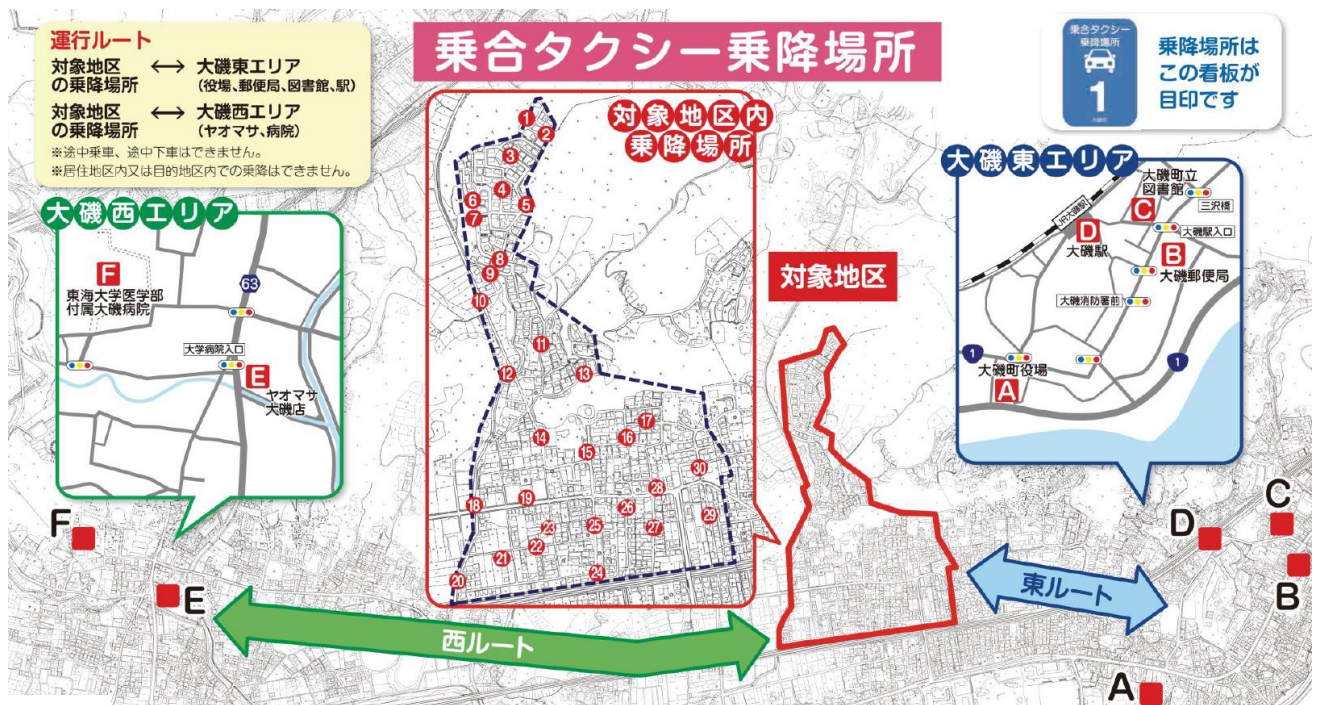 運行ルート
対象地区 ⟷ 大磯東エリア
の乗降場所 (役場、郵便局、図書館、駅)
対象地区 ⟷ 大磯西エリア
の乗降場所 (ヤオマサ、病院)
※途中乗車、途中下車はできません。
※居住地区内又は目的地区内での乗降はできません。
乗合タクシー乗降場所
乗合タクシー
乗降場所
1
大磯町
乗降場所は
この看板が
目印です
大磯西エリア
F
東海大学医学部
付属大磯病院
63
大学病院入口
E
ヤオマサ
大磯店
対象地区内
乗降場所
1
2
3
4
5
6
7
8
9
10
11
12
13
14
15
16
17
18
19
20
21
22
23
24
25
26
27
28
29
30
対象地区
大磯東エリア
大磯町立
図書館
三沢橋
JR大磯駅
C
大磯駅入口
D
大磯駅
B
大磯郵便局
大磯消防署前
1
大磯町役場
A
1
F
E
西ルート
東ルート
D
C
B
A